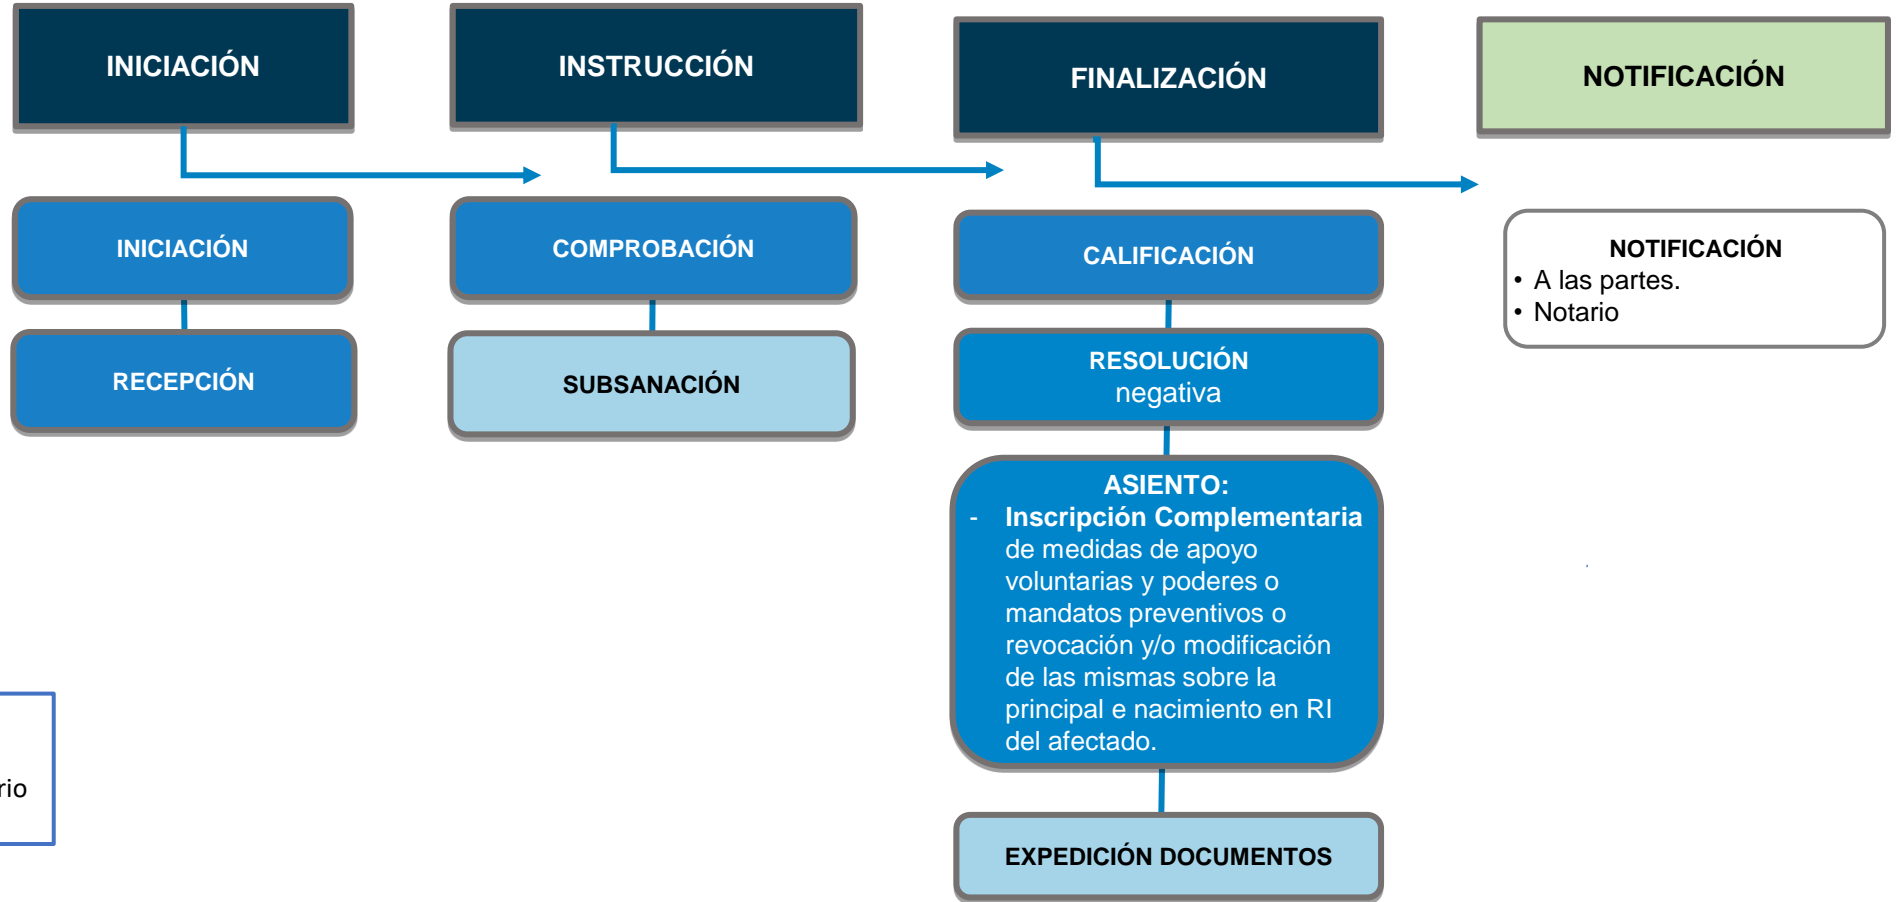 INICIACIÓN
INSTRUCCIÓN
FINALIZACIÓN
NOTIFICACIÓN
INICIACIÓN
RECEPCIÓN
COMPROBACIÓN
SUBSANACIÓN
CALIFICACIÓN
RESOLUCIÓN
negativa
ASIENTO:
- Inscripción Complementaria
de medidas de apoyo
voluntarias y poderes o
mandatos preventivos o
revocación y/o modificación
de las mismas sobre la
principal e nacimiento en RI
del afectado.
EXPEDICIÓN DOCUMENTOS
NOTIFICACIÓN
• A las partes.
• Notario
rio